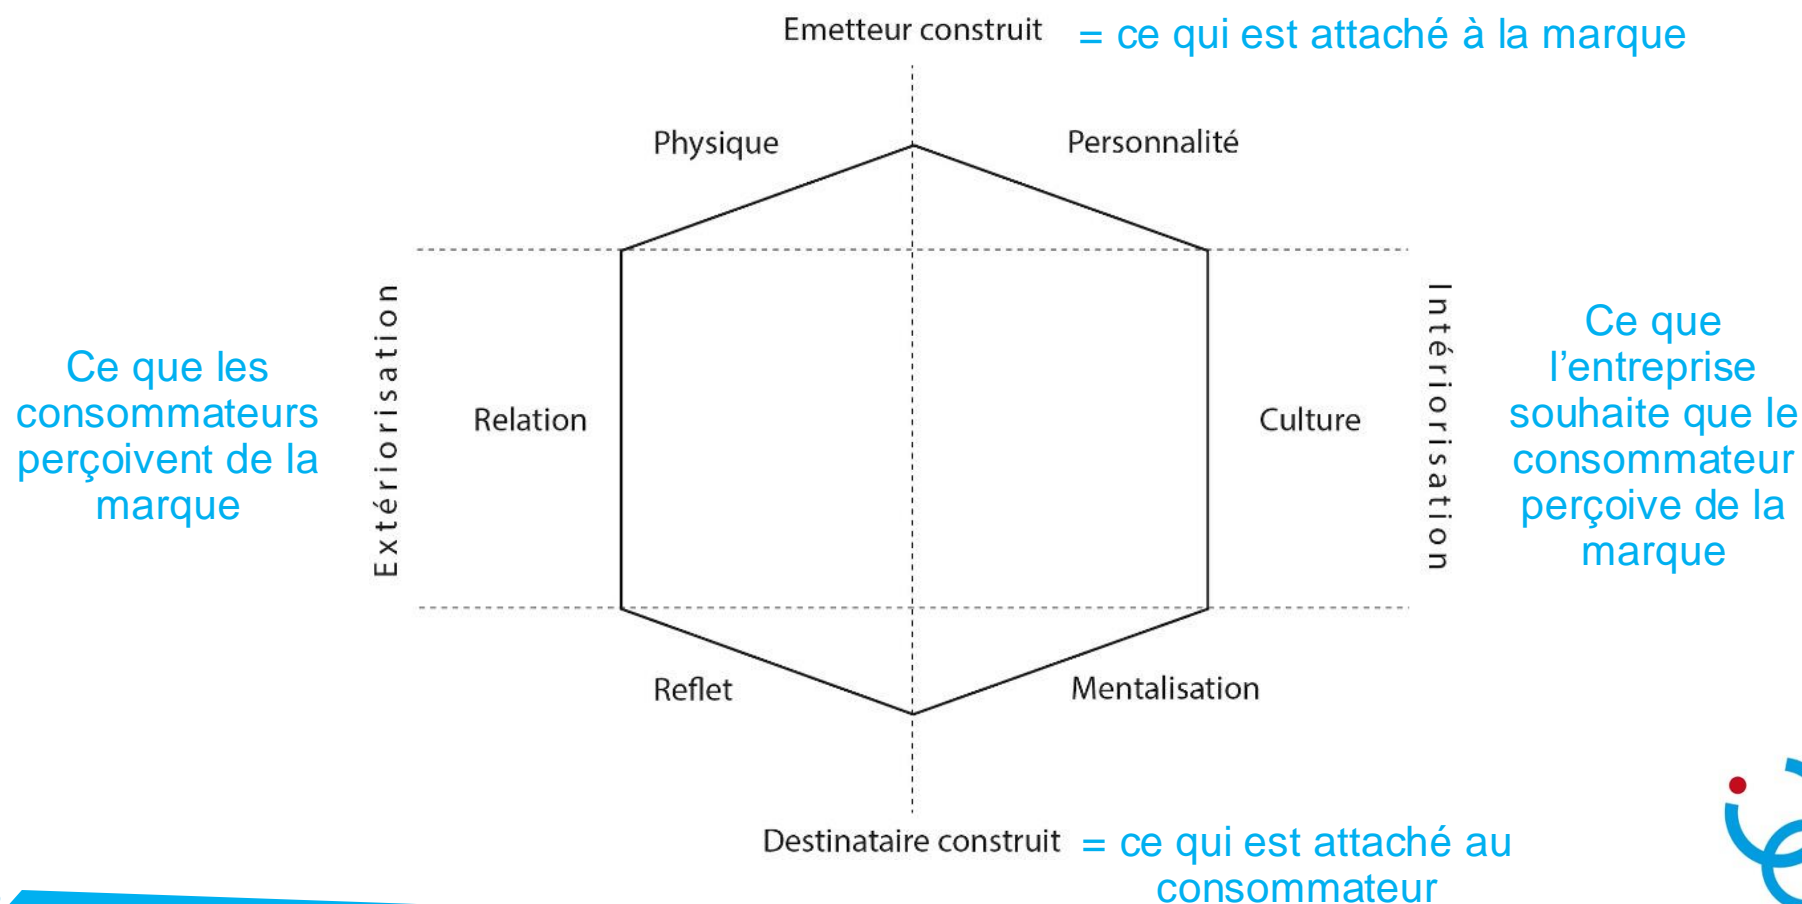 Emetteur construit = ce qui est attaché à la marque
Physique
Personnalité
Extériorisation
Intériorisation
Ce que les
consommateurs
perçoivent de la
marque
Relation
Culture
Ce que
l’entreprise
souhaite que le
consommateur
perçoive de la
marque
Reflet
Mentalisation
Destinataire construit = ce qui est attaché au
consommateur